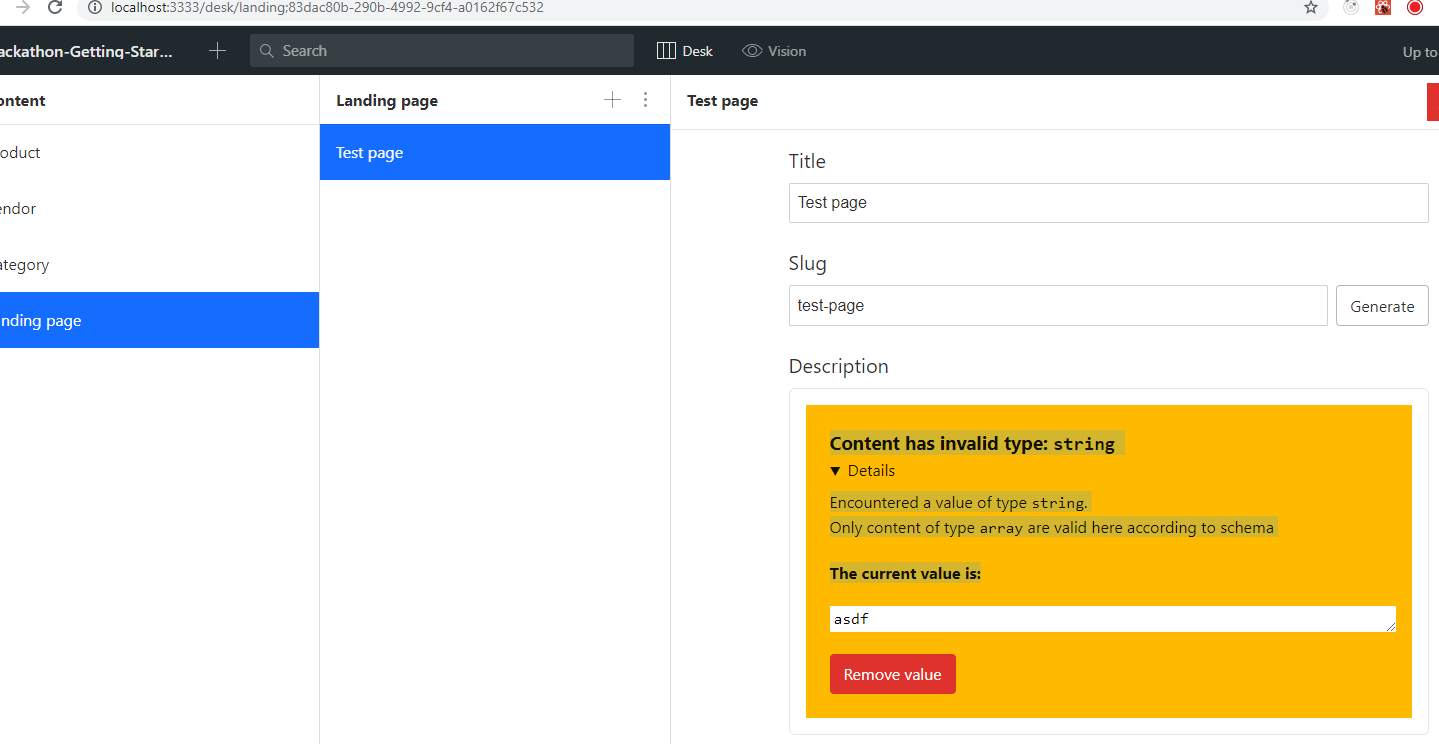 localhost:3333/desk/landing;83dac80b-290b-4992-9cf4-a0162f67c532
ackathon-Getting-Star...
Search
Desk
Vision
Up to
ontent
Landing page
Test page
oduct
Test page
endor
ategory
nding page
Title
Test page
Slug
test-page
Generate
Description
Content has invalid type: string
Details
Encountered a value of type string.
Only content of type array are valid here according to schema
The current value is:
asdf
Remove value